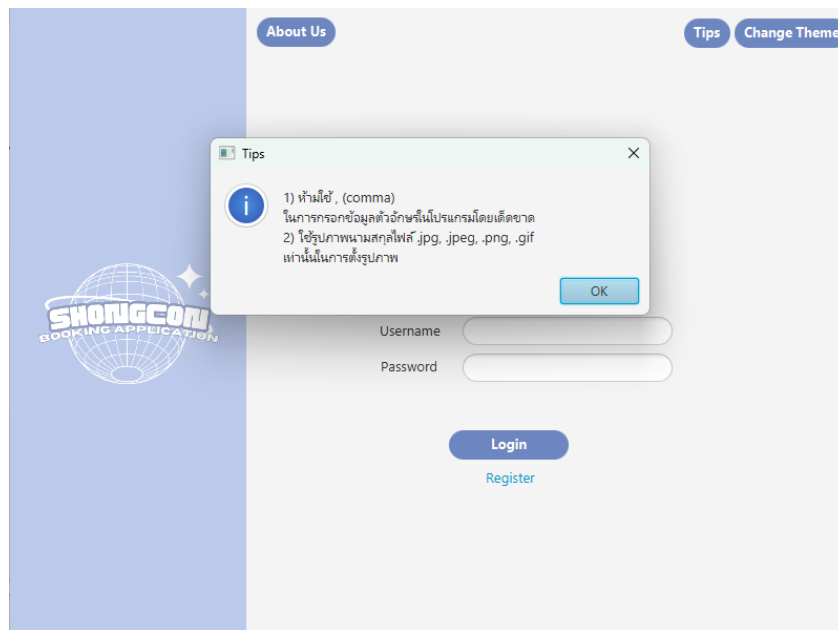 About Us
Tips
Change Theme
Tips
1) ห้ามใช้ , (comma)
ในการกรอกข้อมูลตัวอักษรในโปรแกรมโดยเด็ดขาด
2) ใช้รูปภาพนามสกุลไฟล์ .jpg, .jpeg, .png, .gif
เท่านั้นในการตั้งรูปภาพ
OK
SHONGCON
BOOKING APPLICATION
Username
Password
Login
Register